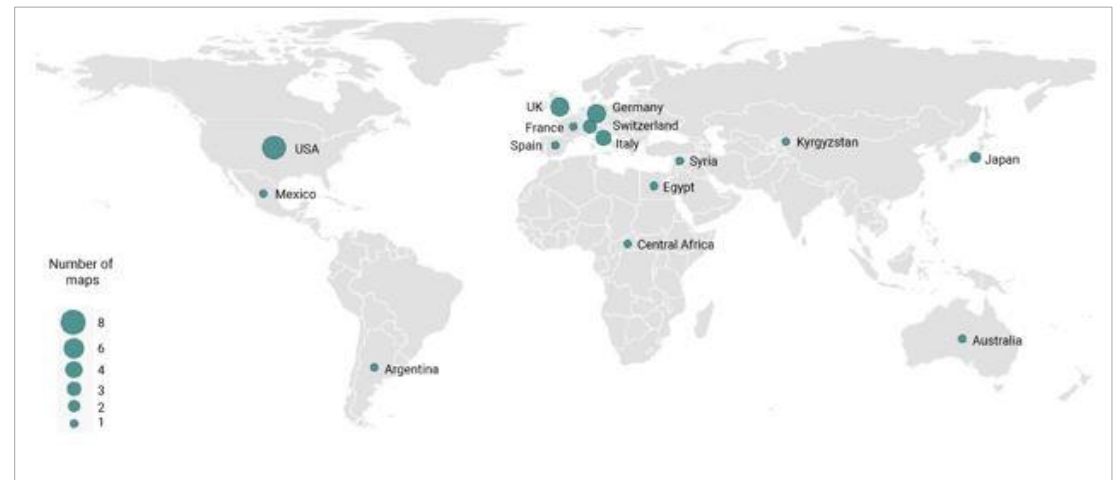 UK
Germany
France
Switzerland
Spain
Italy
USA
Kyrgyzstan
Japan
Syria
Mexico
Egypt
Central Africa
Number of
maps
8
6
4
3
2
1
Australia
Argentina